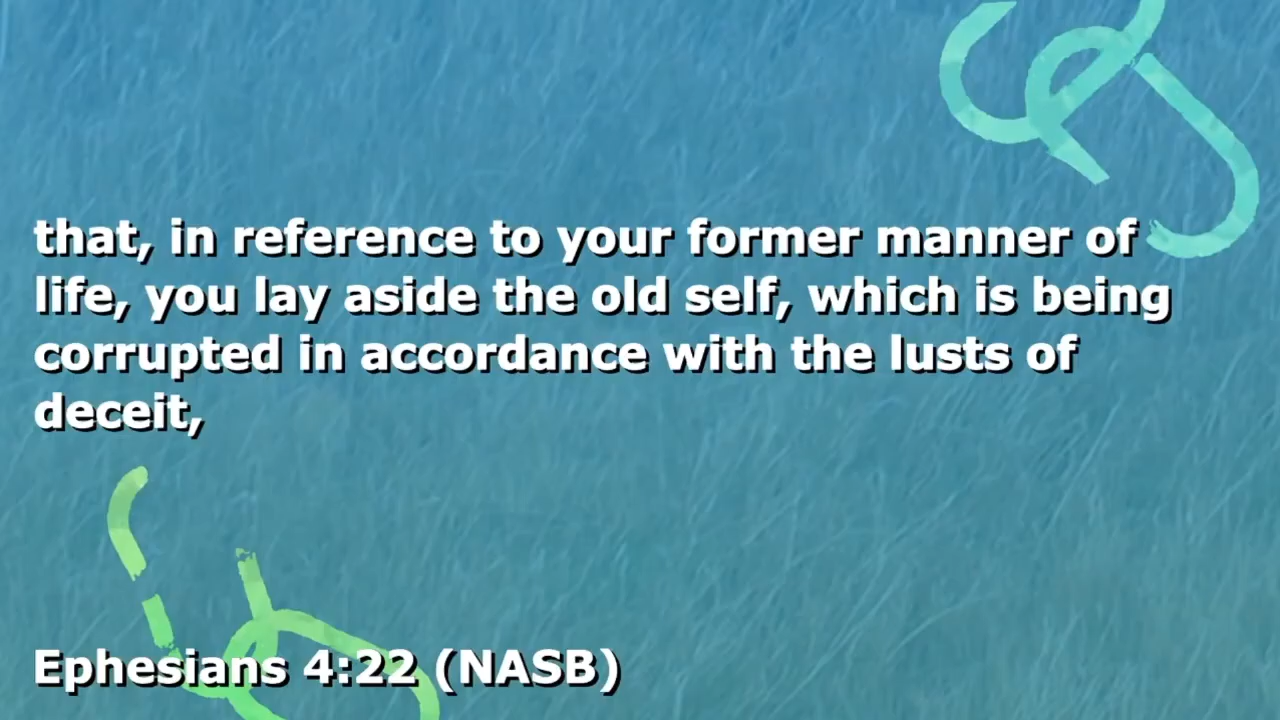 that, in reference to your former manner of
life, you lay aside the old self, which is being
corrupted in accordance with the lusts of
deceit,
Ephesians 4:22 (NASB)